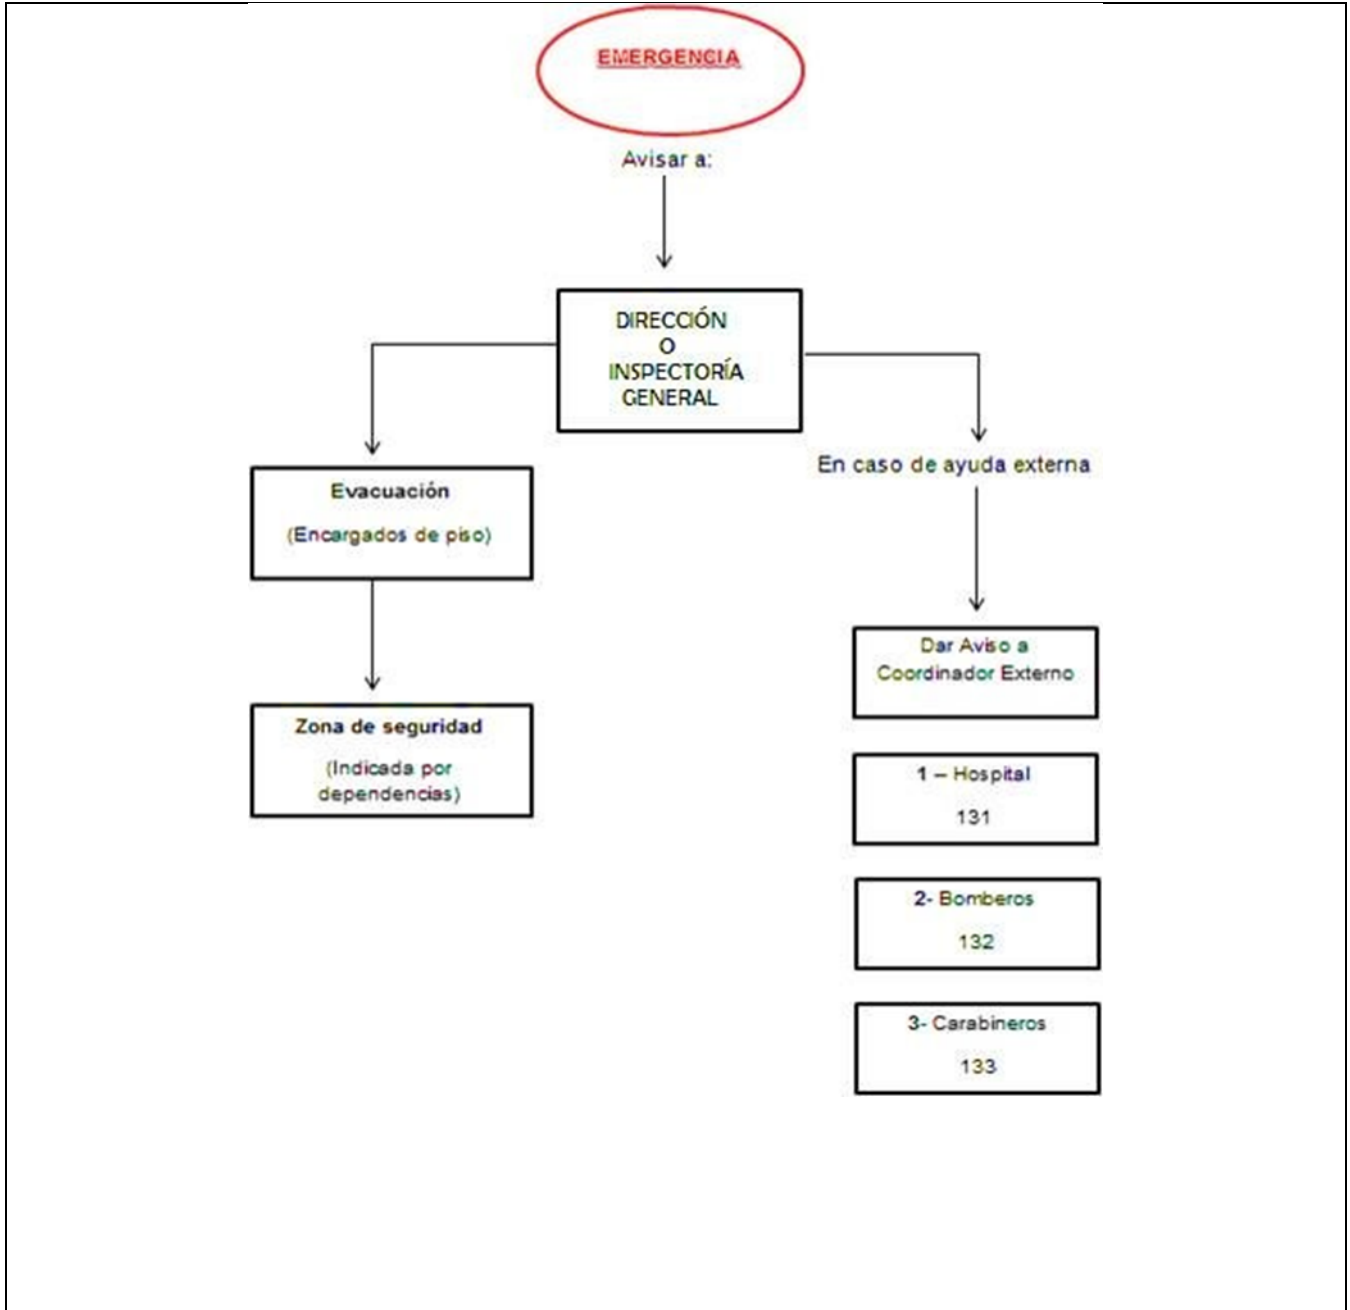 EMERGENCIA
Avisar a:
DIRECCIÓN
O
INSPECTORÍA
GENERAL
Evacuación
(Encargados de piso)
Zona de seguridad
(Indicada por
dependencias)
En caso de ayuda externa
Dar Aviso a
Coordinador Externo
1 – Hospital
131
2- Bomberos
132
3- Carabineros
133